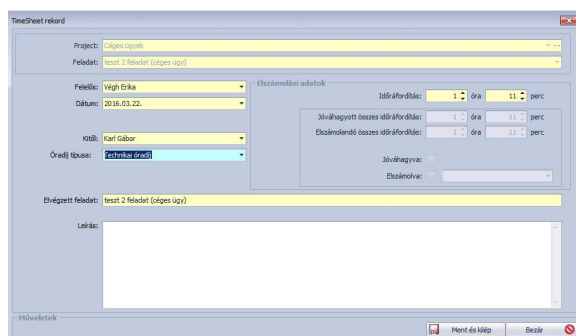 TimeSheet rekord
Project: Céges ügyek
Feladat: teszt 2 feladat (céges ügy)
Felelős: Végh Erika
Dátum: 2016.03.22.
Kitől: Karl Gábor
Óradíj típusa: Technikai óradíj
Elszámolási adatok
Időráfordítás: 1 óra 11 perc
Jóváhagyott összes időráfordítás: 1 óra 11 perc
Elszámolandó összes időráfordítás: 1 óra 11 perc
Jóváhagyva:
Elszámolva:
Elvégzett feladat: teszt 2 feladat (céges ügy)
Leírás:
Műveletek
Ment és kilép Bezár